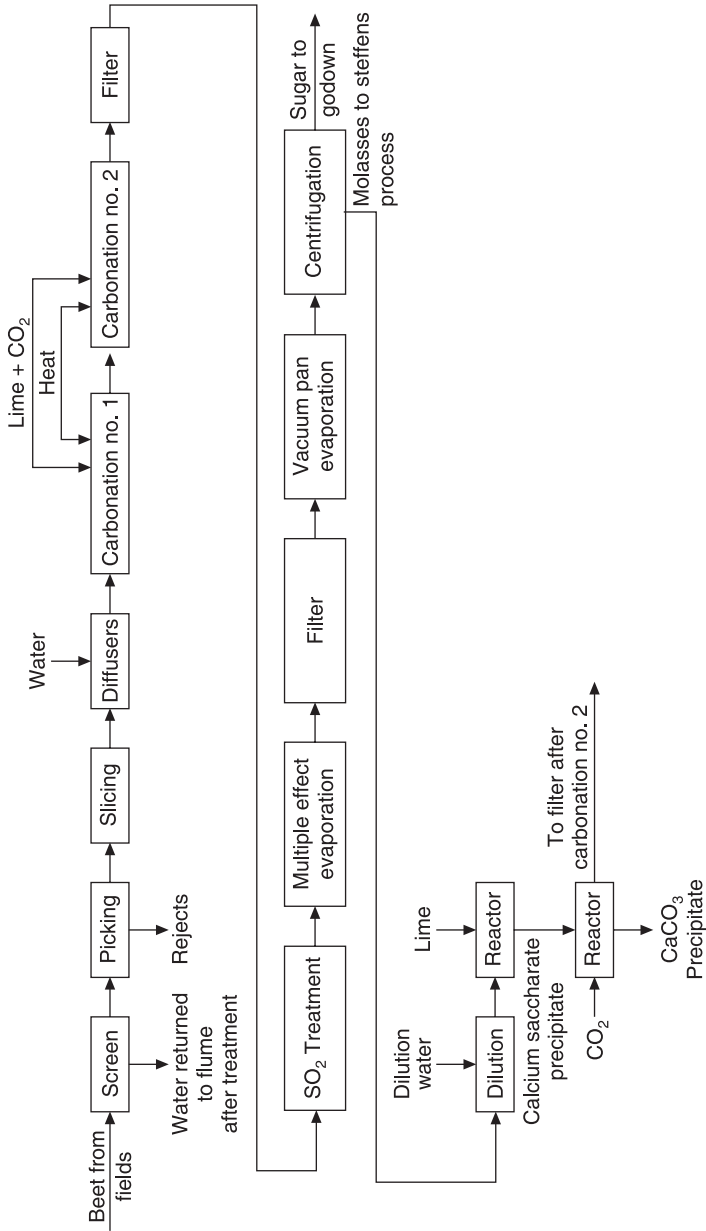 Beet from
fields
Screen
Water returned
to flume
after treatment
Picking
Rejects
Slicing
Water
Diffusers
Carbonation no. 1
Lime + CO₂
Heat
Carbonation no. 2
Filter
SO₂ Treatment
Multiple effect
evaporation
Filter
Vacuum pan
evaporation
Centrifugation
Sugar to
godown
Molasses to steffens
process
Dilution
water
Dilution
Lime
Reactor
Calcium saccharate
precipitate
CO₂
Reactor
To filter after
carbonation no. 2
CaCO₃
Precipitate